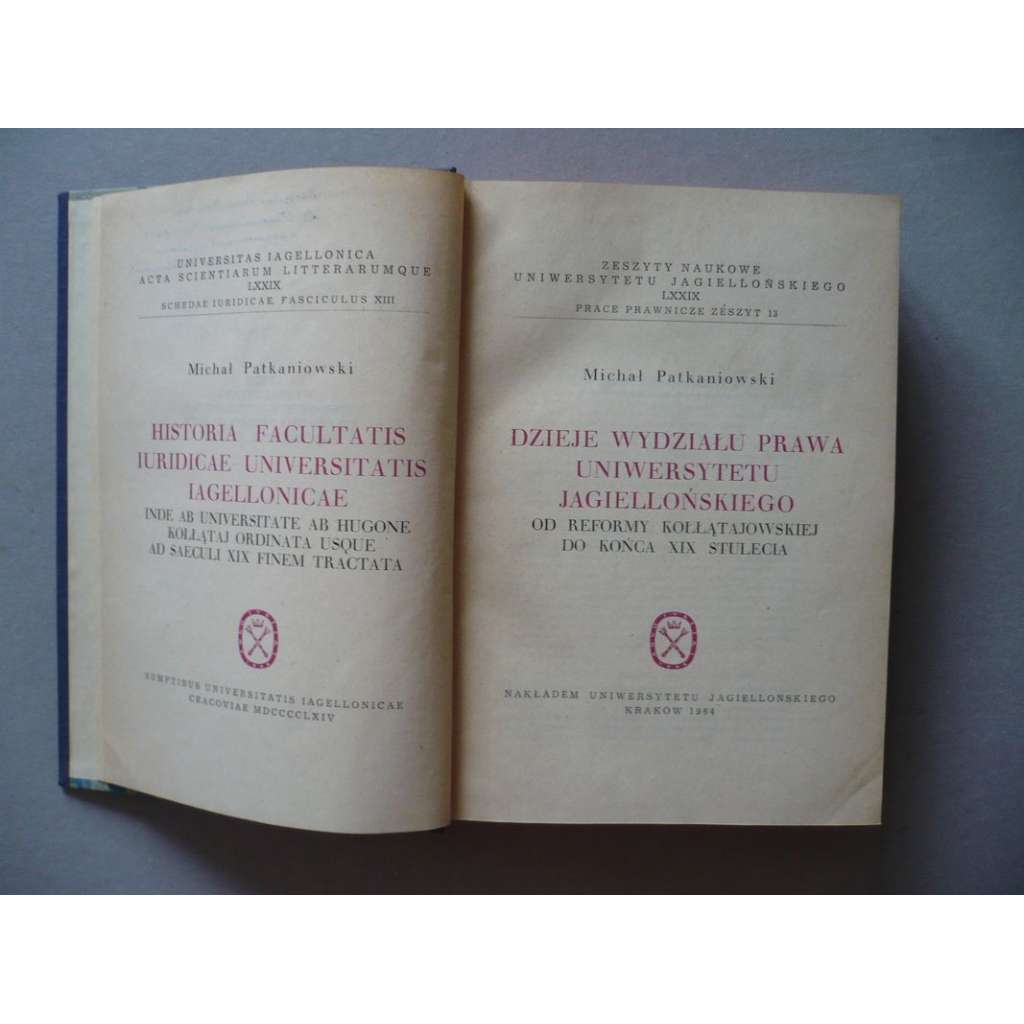 UNIVERSITAS IAGELLONICA
ACTA SCIENTIARUM LITTERARUMQUE
LXXIX
SCHEDAE IURIDICAE FASCICULUS XIII
Michał Patkaniowski
HISTORIA FACULTATIS
IURIDICAE UNIVERSITATIS
IAGELLONICAE
INDE AB UNIVERSITATE AB HUGONE
KOŁŁĄTAJ ORDINATA USQUE
AD SAECULI XIX FINEM TRACTATA
SUMPTIBUS UNIVERSITATIS IAGELLONICAE
CRACOVIAE MDCCCCLXIV
ZESZYTY NAUKOWE
UNIWERSYTETU JAGIELLOŃSKIEGO
LXXIX
PRACE PRAWNICZE ZESZYT 13
Michał Patkaniowski
DZIEJE WYDZIAŁU PRAWA
UNIWERSYTETU
JAGIELLOŃSKIEGO
OD REFORMY KOŁŁĄTAJOWSKIEJ
DO KOŃCA XIX STULECIA
NAKŁADEM UNIWERSYTETU JAGIELLOŃSKIEGO
KRAKÓW 1964